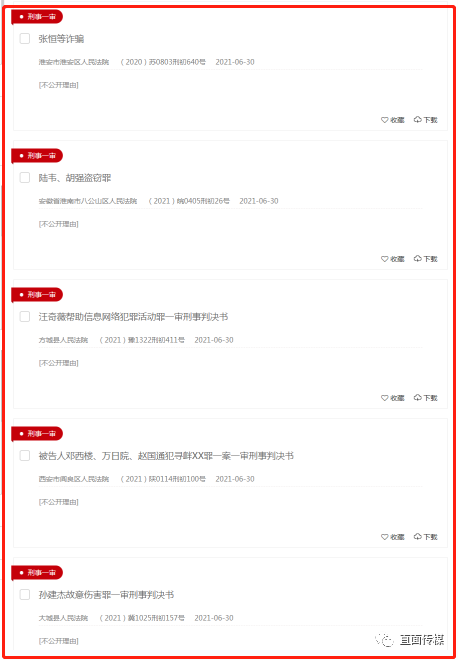 刑事一审
张恒等诈骗
淮安市淮安区人民法院 （2020）苏0803刑初640号 2021-06-30
[不公开理由]
收藏 下载
刑事一审
陆韦、胡强盗窃罪
安徽省淮南市八公山区人民法院 （2021）皖0405刑初26号 2021-06-30
[不公开理由]
收藏 下载
刑事一审
汪奇薇帮助信息网络犯罪活动罪一审刑事判决书
方城县人民法院 （2021）豫1322刑初411号 2021-06-30
[不公开理由]
收藏 下载
刑事一审
被告人邓西楼、万日院、赵国通犯寻衅XX罪一案一审刑事判决书
西安市阎良区人民法院 （2021）陕0114刑初100号 2021-06-30
[不公开理由]
收藏 下载
刑事一审
孙建杰故意伤害罪一审刑事判决书
大城县人民法院 （2021）冀1025刑初157号 2021-06-30
[不公开理由]
直面传媒